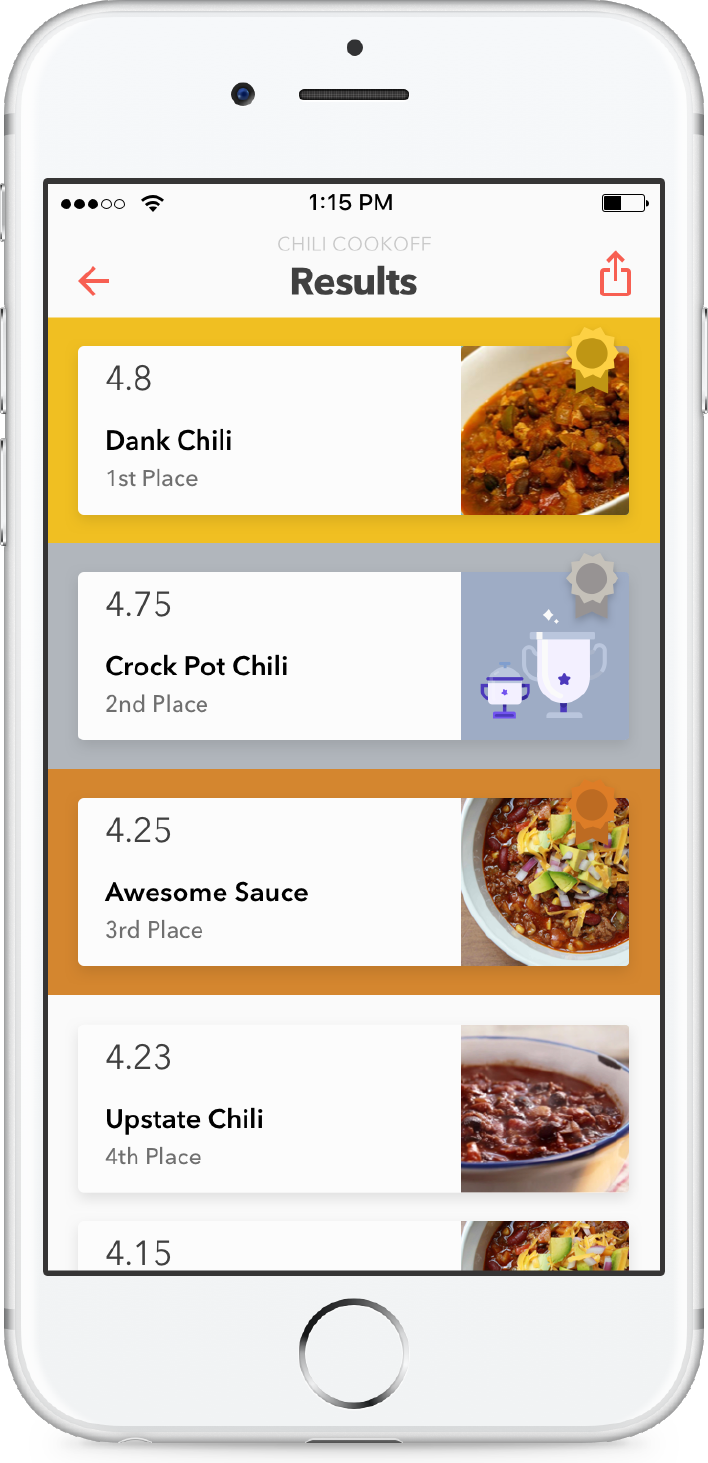 1:15 PM
CHILI COOKOFF
Results
4.8
Dank Chili
1st Place
4.75
Crock Pot Chili
2nd Place
4.25
Awesome Sauce
3rd Place
4.23
Upstate Chili
4th Place
4.15